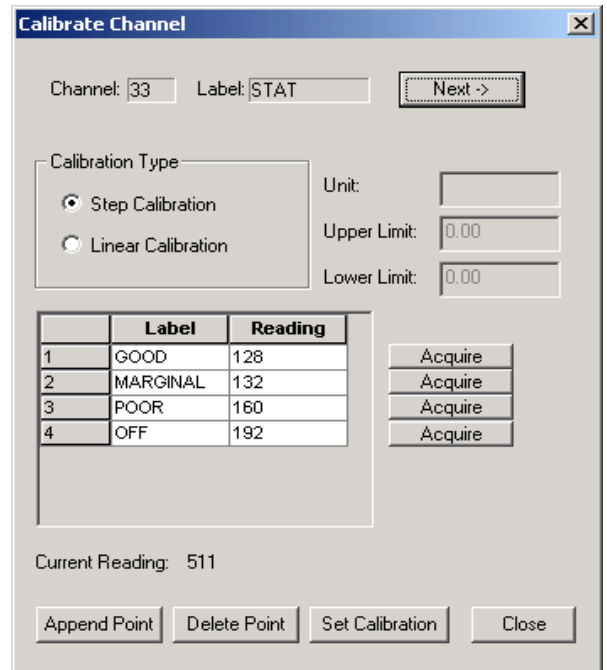 Calibrate Channel
Channel: 33 Label: STAT Next ->
Calibration Type
Step Calibration
Linear Calibration
Unit:
Upper Limit: 0.00
Lower Limit: 0.00
Label Reading
1 GOOD 128 Acquire
2 MARGINAL 132 Acquire
3 POOR 160 Acquire
4 OFF 192 Acquire
Current Reading: 511
Append Point Delete Point Set Calibration Close